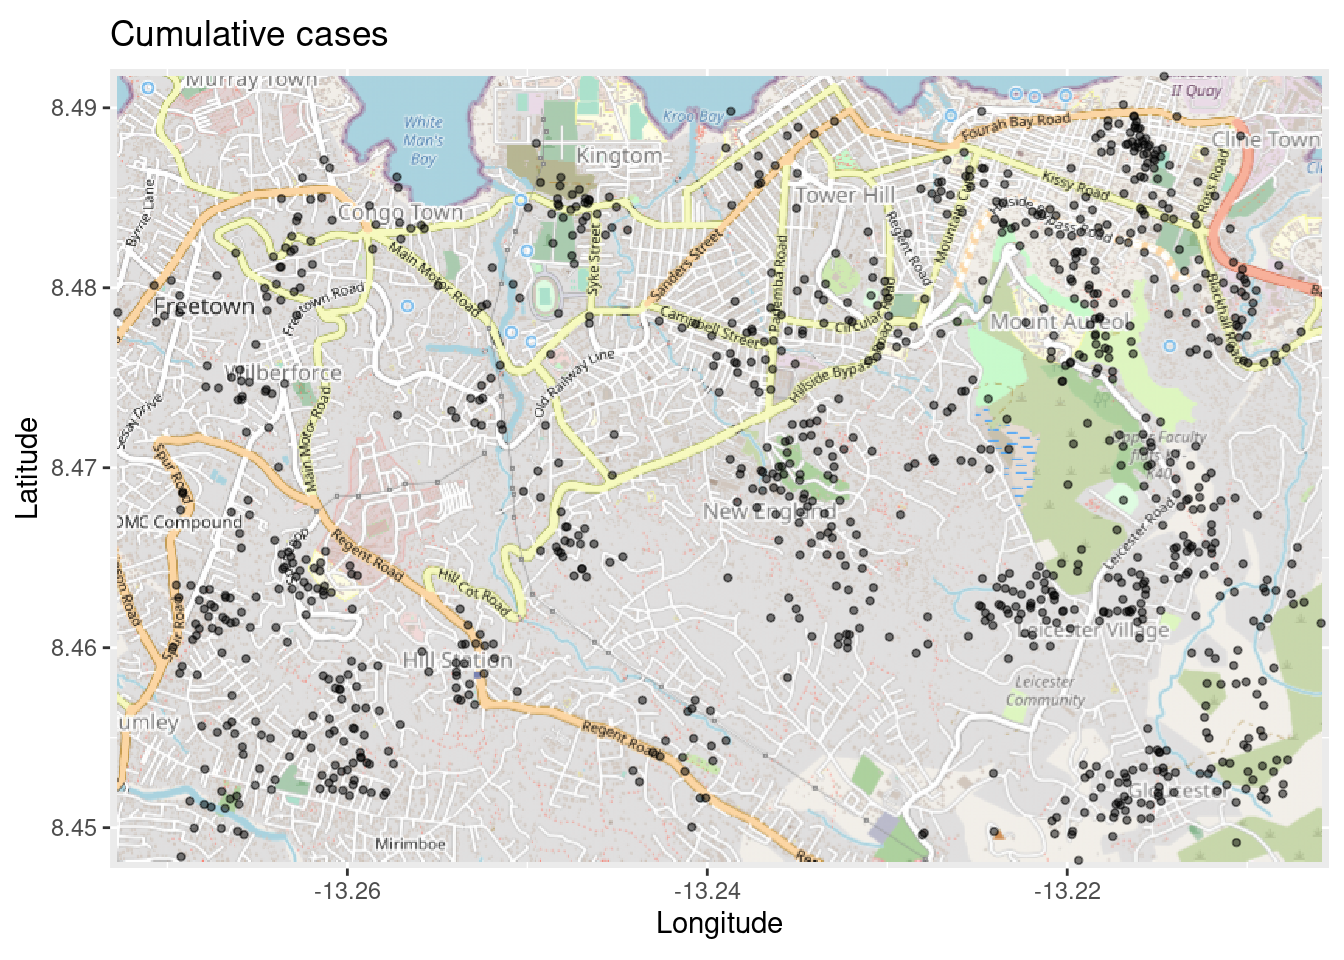 Cumulative cases
Murray Town
II Quay
8.49
White
Man's
Bay
Kroo Bay
Fourah Bay Road
Cline Town
Kingtom
Byrne Lane
Congo Town
Tower Hill
Kissy Road
Ross Road
Regent Road
Main Motor Road
Syke Street
Sanders Street
Pademba Road
8.48
Freetown
Freetown Road
Campbell Street
Circular Road
Mount Aureol
Blackhall Road
Wilberforce
Old Railway Line
Hillside Bypass Road
Main Motor Road
Latitude
8.47
Spur Road
New England
OMC Compound
Regent Road
Hill Cot Road
Leicester Road
Spur Road
8.46
Hill Station
Leicester Village
Leicester
Community
umley
Regent Road
Gloucester
8.45
Mirimboe
-13.26
-13.24
-13.22
Longitude